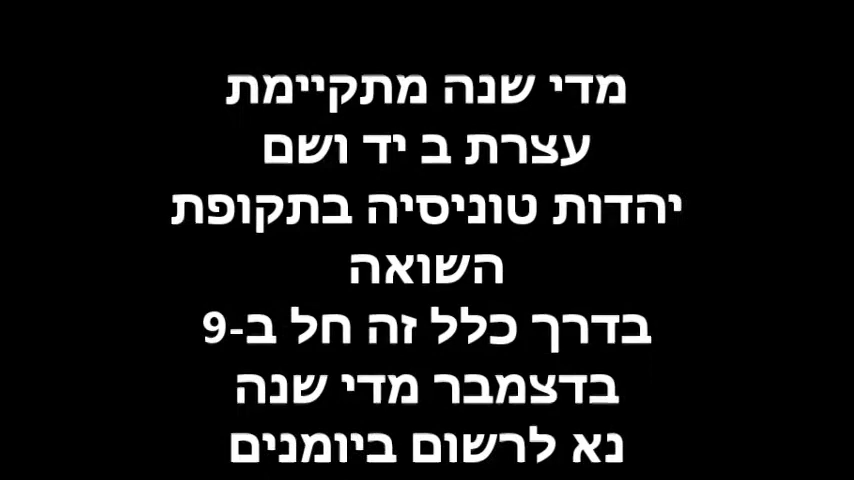 מדי שנה מתקיימת
עצרת ב יד ושם
יהדות טוניסיה בתקופת
השואה
בדרך כלל זה חל ב-9
בדצמבר מדי שנה
נא לרשום ביומנים